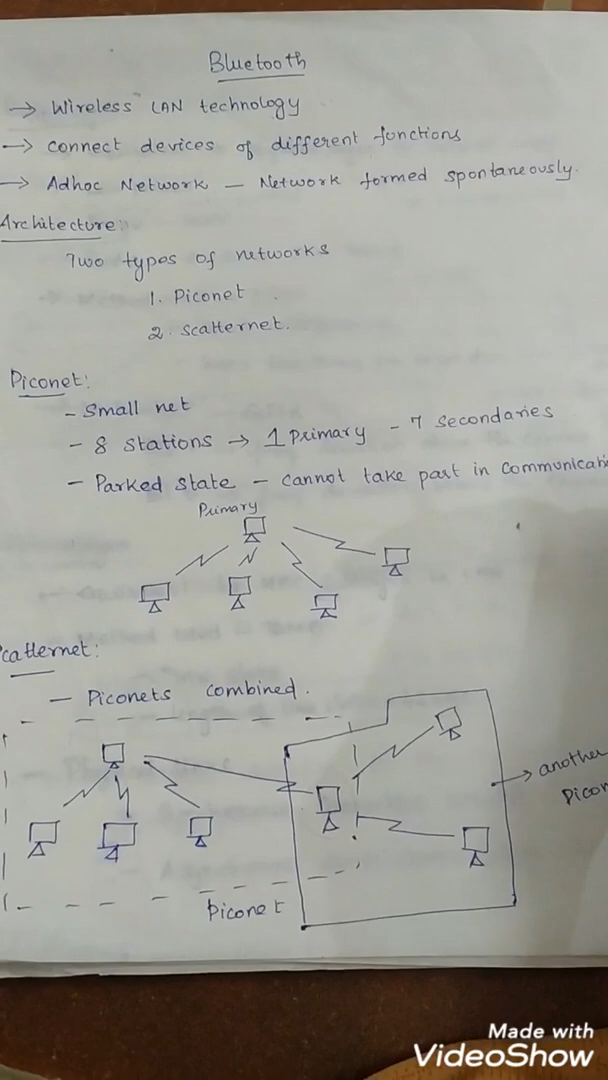 Bluetooth
→ Wireless LAN technology
→ connect devices of different functions
→ Adhoc Network — Network formed spontaneously.
Architecture:
Two types of networks
1. Piconet
2. Scatternet.
Piconet:
- Small net
- 8 Stations → 1 Primary - 7 secondaries
- Parked State - cannot take part in communicati
Primary
catternet:
- Piconets combined.
another
Picon
Piconet
Made with
VideoShow